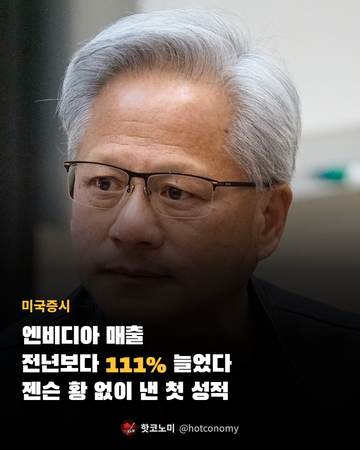 미국증시
엔비디아 매출
전년보다 111% 늘었다
젠슨 황 없이 낸 첫 성적
핫코노미 @hotconomy